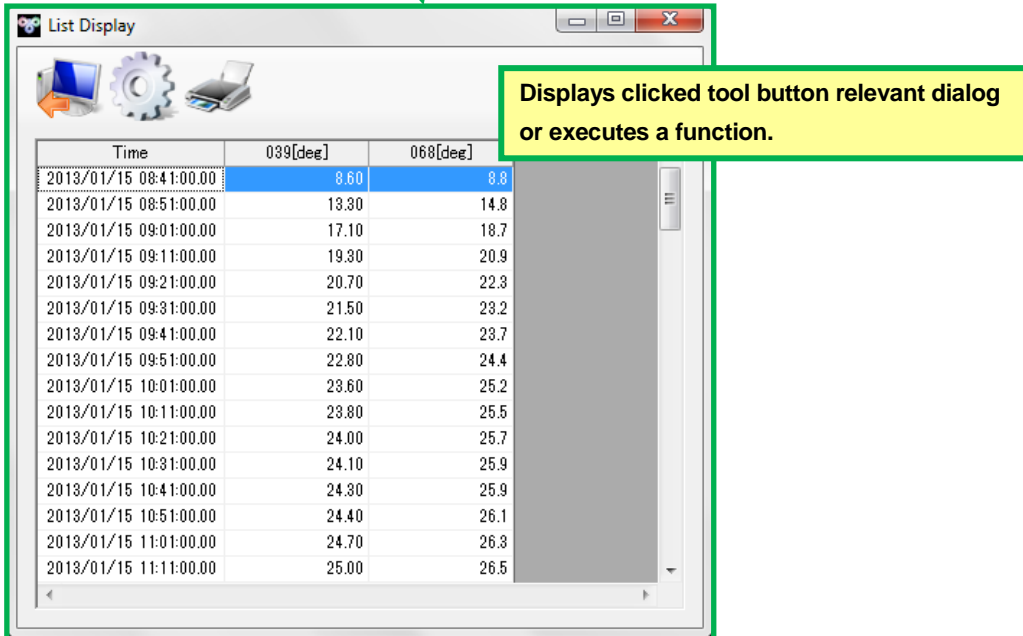 List Display
Displays clicked tool button relevant dialog
or executes a function.
Time 039[deg] 068[deg]
2013/01/15 08:41:00.00 8.60 8.8
2013/01/15 08:51:00.00 13.30 14.8
2013/01/15 09:01:00.00 17.10 18.7
2013/01/15 09:11:00.00 19.30 20.9
2013/01/15 09:21:00.00 20.70 22.3
2013/01/15 09:31:00.00 21.50 23.2
2013/01/15 09:41:00.00 22.10 23.7
2013/01/15 09:51:00.00 22.80 24.4
2013/01/15 10:01:00.00 23.60 25.2
2013/01/15 10:11:00.00 23.80 25.5
2013/01/15 10:21:00.00 24.00 25.7
2013/01/15 10:31:00.00 24.10 25.9
2013/01/15 10:41:00.00 24.30 25.9
2013/01/15 10:51:00.00 24.40 26.1
2013/01/15 11:01:00.00 24.70 26.3
2013/01/15 11:11:00.00 25.00 26.5